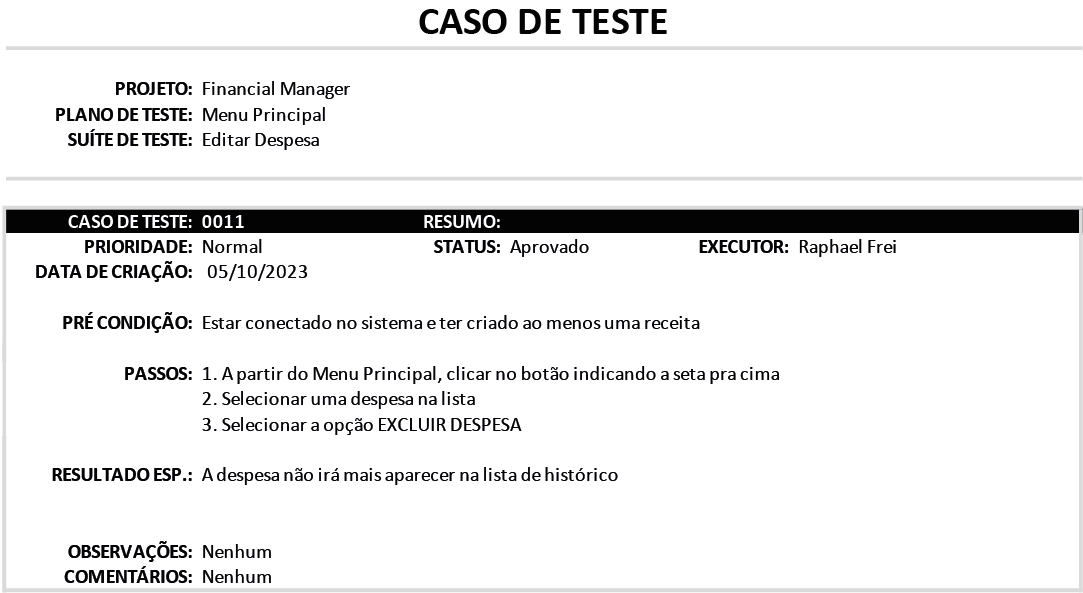 CASO DE TESTE
PROJETO: Financial Manager
PLANO DE TESTE: Menu Principal
SUÍTE DE TESTE: Editar Despesa
CASO DE TESTE: 0011 RESUMO:
PRIORIDADE: Normal STATUS: Aprovado EXECUTOR: Raphael Frei
DATA DE CRIAÇÃO: 05/10/2023
PRÉ CONDIÇÃO: Estar conectado no sistema e ter criado ao menos uma receita
PASSOS: 1. A partir do Menu Principal, clicar no botão indicando a seta pra cima
2. Selecionar uma despesa na lista
3. Selecionar a opção EXCLUIR DESPESA
RESULTADO ESP.: A despesa não irá mais aparecer na lista de histórico
OBSERVAÇÕES: Nenhum
COMENTÁRIOS: Nenhum